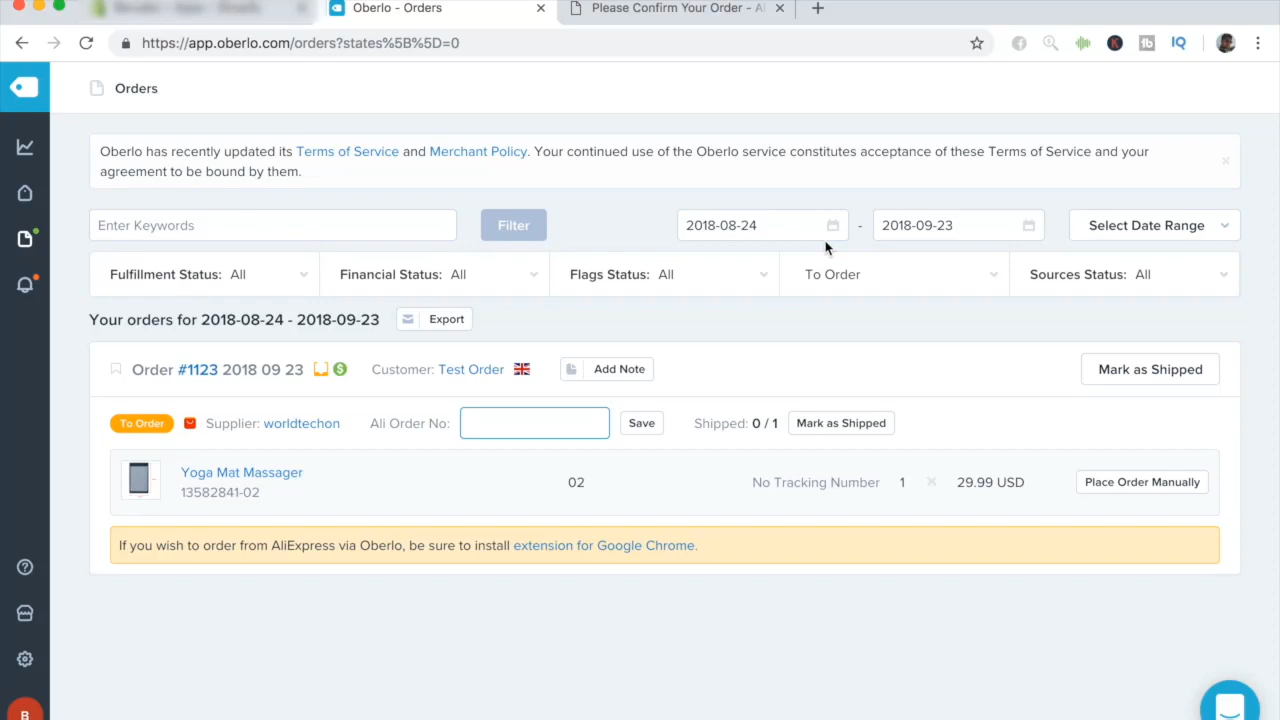 Oberlo - Orders
Please Confirm Your Order - A
https://app.oberlo.com/orders?states%5B%5D=0
Orders
Oberlo has recently updated its Terms of Service and Merchant Policy. Your continued use of the Oberlo service constitutes acceptance of these Terms of Service and your
agreement to be bound by them.
Enter Keywords
Filter
2018-08-24 - 2018-09-23
Select Date Range
Fulfillment Status: All
Financial Status: All
Flags Status: All
To Order
Sources Status: All
Your orders for 2018-08-24 - 2018-09-23
Export
Order #1123 2018 09 23
Customer: Test Order
Add Note
Mark as Shipped
To Order
Supplier: worldtechon
Ali Order No:
Save
Shipped: 0 / 1
Mark as Shipped
Yoga Mat Massager
13582841-02
02
No Tracking Number
1 × 29.99 USD
Place Order Manually
If you wish to order from AliExpress via Oberlo, be sure to install extension for Google Chrome.
B